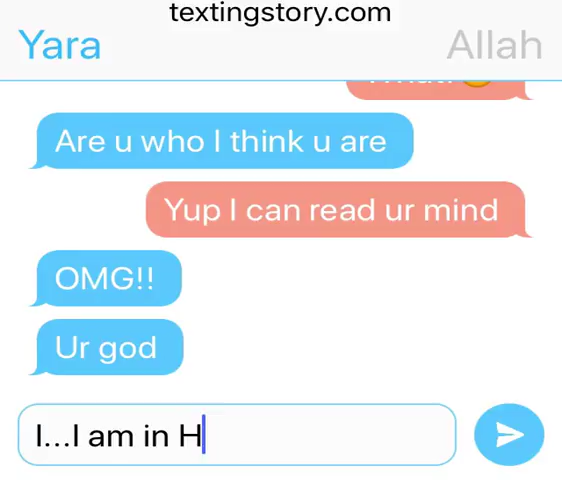 textingstory.com
Yara
Allah
Are u who I think u are
Yup I can read ur mind
OMG!!
Ur god
I...I am in H